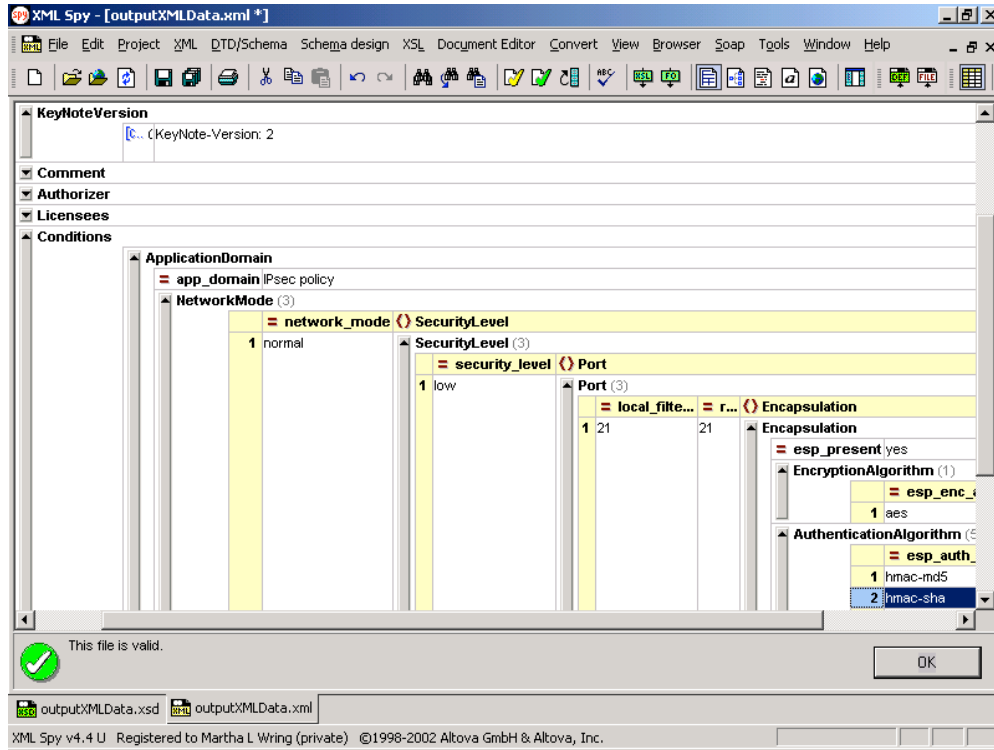 XML Spy - [outputXMLData.xml *]
File Edit Project XML DTD/Schema Schema design XSL Document Editor Convert View Browser Soap Tools Window Help
KeyNoteVersion
KeyNote-Version: 2
Comment
Authorizer
Licensees
Conditions
ApplicationDomain
= app_domain IPsec policy
NetworkMode (3)
= network_mode {} SecurityLevel
1 normal SecurityLevel (3)
= security_level {} Port
1 low Port (3)
= local_filte... = r... {} Encapsulation
1 21 21 Encapsulation
= esp_present yes
EncryptionAlgorithm (1)
= esp_enc_
1 aes
AuthenticationAlgorithm (5
= esp_auth_
1 hmac-md5
2 hmac-sha
This file is valid.
OK
outputXMLData.xsd outputXMLData.xml
XML Spy v4.4 U Registered to Martha L Wring (private) ©1998-2002 Altova GmbH & Altova, Inc.